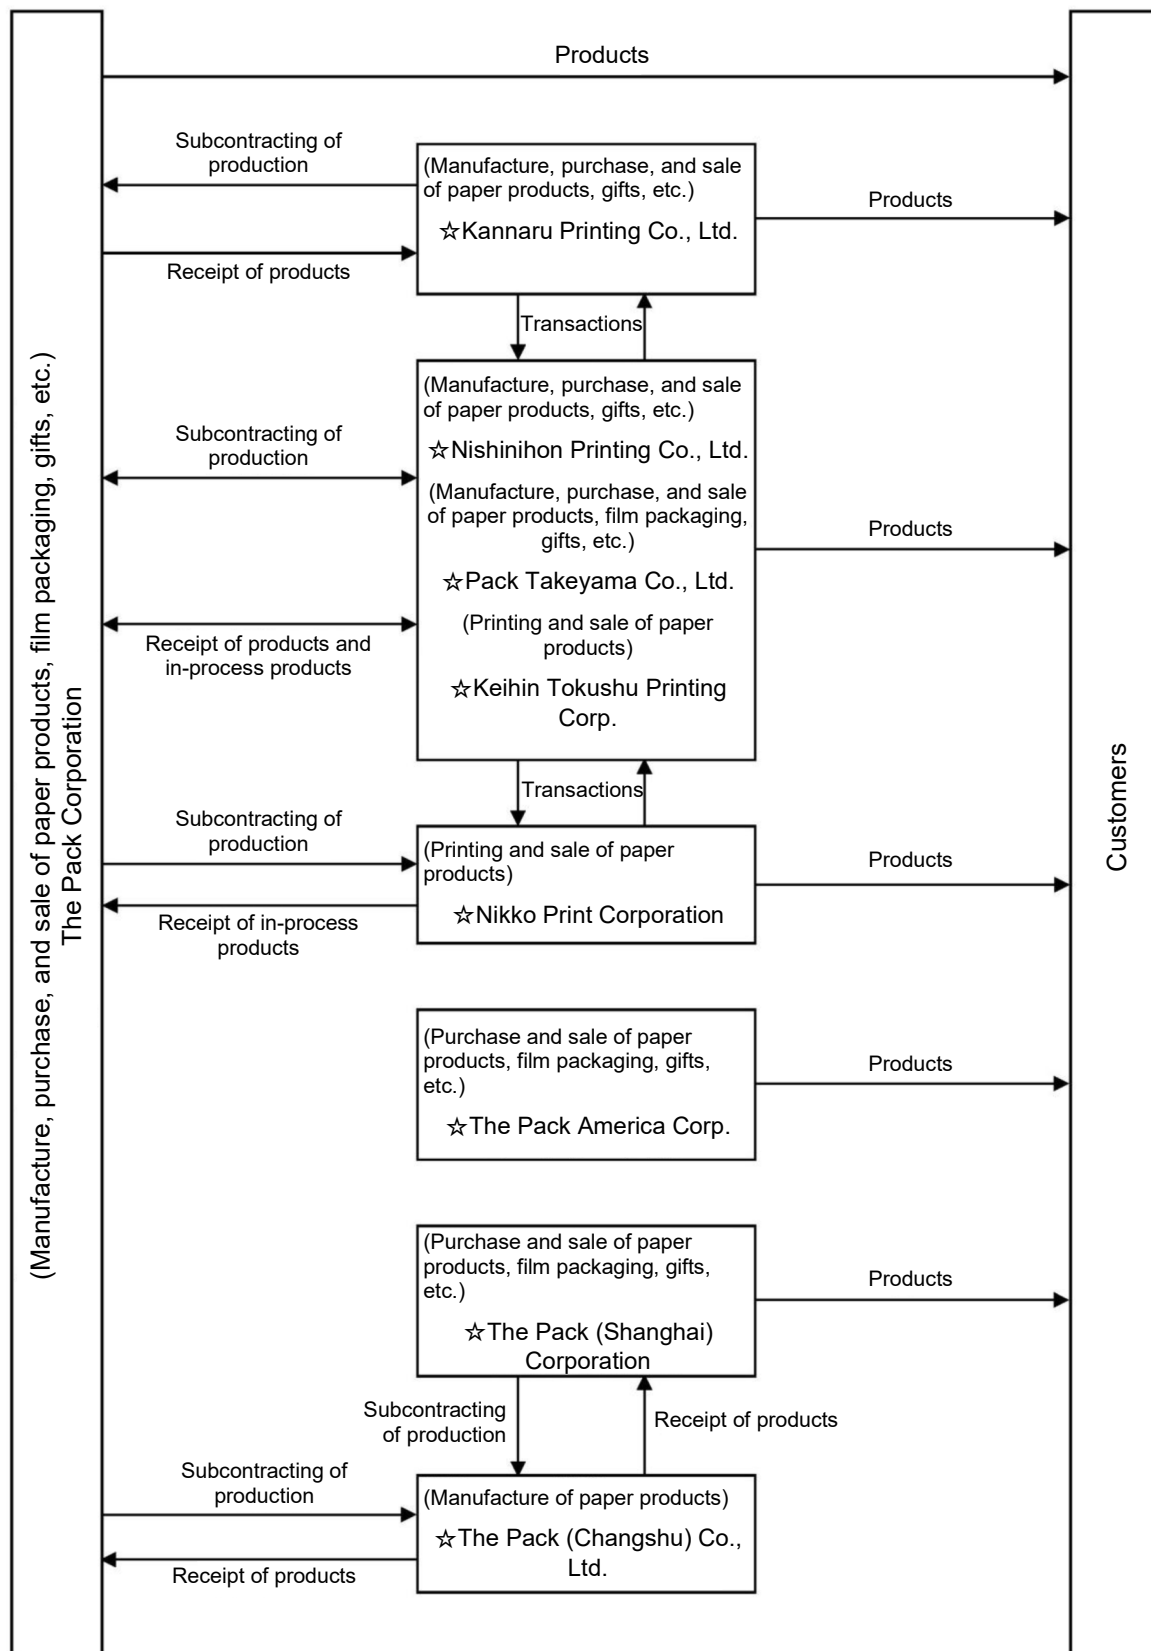 Products
Subcontracting of
production
(Manufacture, purchase, and sale
of paper products, gifts, etc.)
☆Kannaru Printing Co., Ltd.
Products
Receipt of products
Transactions
(Manufacture, purchase, and sale of paper products, film packaging, gifts, etc.)
The Pack Corporation
Subcontracting of
production
(Manufacture, purchase, and sale
of paper products, gifts, etc.)
☆Nishinihon Printing Co., Ltd.
(Manufacture, purchase, and sale
of paper products, film packaging,
gifts, etc.)
☆Pack Takeyama Co., Ltd.
(Printing and sale of paper
products)
☆Keihin Tokushu Printing
Corp.
Products
Receipt of products and
in-process products
Customers
Transactions
Subcontracting of
production
(Printing and sale of paper
products)
☆Nikko Print Corporation
Products
Receipt of in-process
products
(Purchase and sale of paper
products, film packaging, gifts,
etc.)
☆The Pack America Corp.
Products
(Purchase and sale of paper
products, film packaging, gifts,
etc.)
☆The Pack (Shanghai)
Corporation
Products
Subcontracting
of production
Receipt of products
Subcontracting of
production
(Manufacture of paper products)
☆The Pack (Changshu) Co.,
Ltd.
Receipt of products